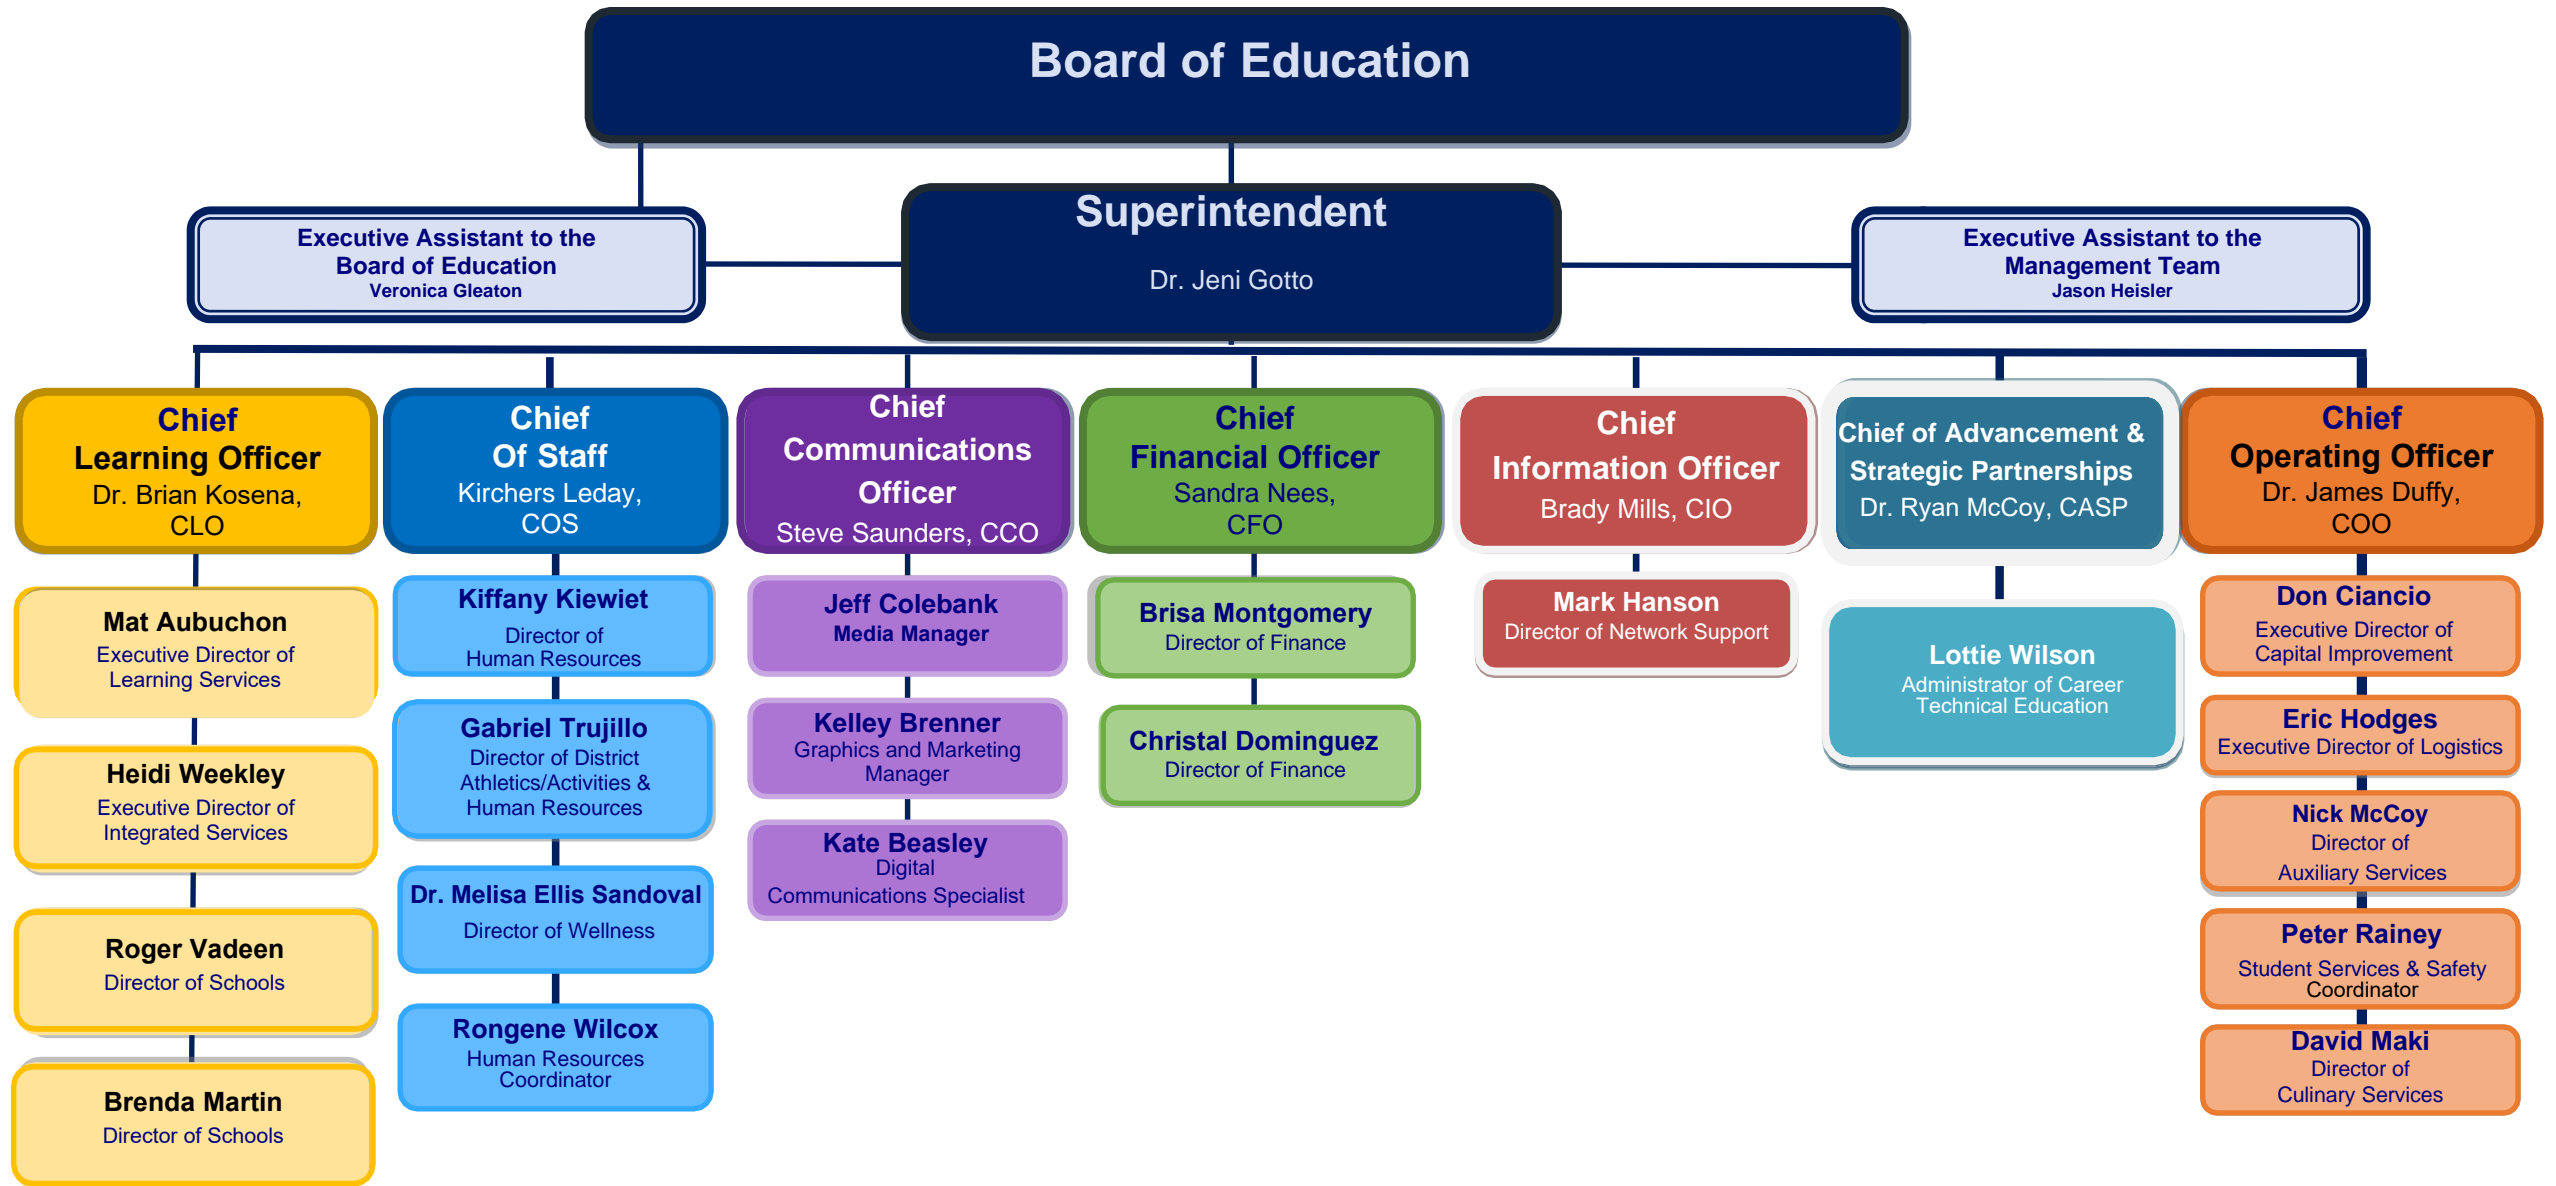 Board of Education
Superintendent
Dr. Jeni Gotto
Executive Assistant to the
Board of Education
Veronica Gleaton
Executive Assistant to the
Management Team
Jason Heisler
Chief
Learning Officer
Dr. Brian Kosena,
CLO
Mat Aubuchon
Executive Director of
Learning Services
Heidi Weekley
Executive Director of
Integrated Services
Roger Vadeen
Director of Schools
Brenda Martin
Director of Schools
Chief
Of Staff
Kirchers Leday,
COS
Kiffany Kiewiet
Director of
Human Resources
Gabriel Trujillo
Director of District
Athletics/Activities &
Human Resources
Dr. Melisa Ellis Sandoval
Director of Wellness
Rongene Wilcox
Human Resources
Coordinator
Chief
Communications
Officer
Steve Saunders, CCO
Jeff Colebank
Media Manager
Kelley Brenner
Graphics and Marketing
Manager
Kate Beasley
Digital
Communications Specialist
Chief
Financial Officer
Sandra Nees,
CFO
Brisa Montgomery
Director of Finance
Christal Dominguez
Director of Finance
Chief
Information Officer
Brady Mills, CIO
Mark Hanson
Director of Network Support
Chief of Advancement &
Strategic Partnerships
Dr. Ryan McCoy, CASP
Lottie Wilson
Administrator of Career
Technical Education
Chief
Operating Officer
Dr. James Duffy,
COO
Don Ciancio
Executive Director of
Capital Improvement
Eric Hodges
Executive Director of Logistics
Nick McCoy
Director of
Auxiliary Services
Peter Rainey
Student Services & Safety
Coordinator
David Maki
Director of
Culinary Services